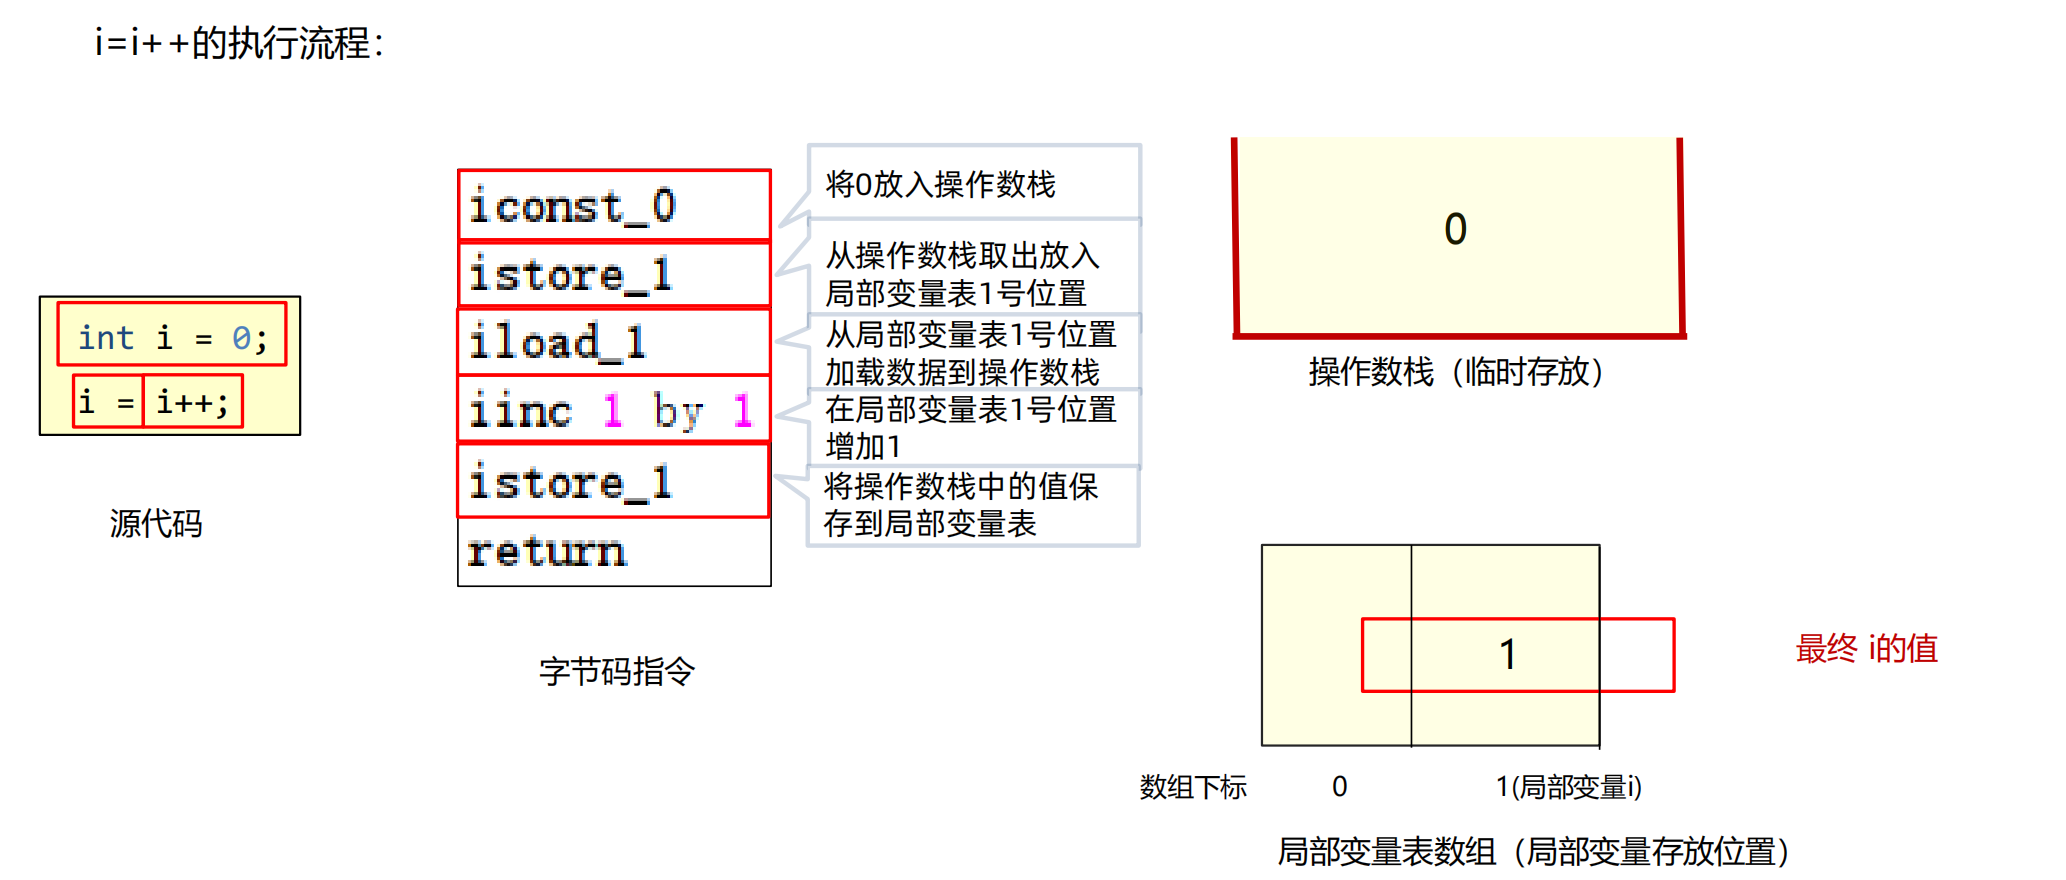 i=i++的执行流程：
int i = 0;
i = i++;
源代码
iconst_0
istore_1
iload_1
iinc 1 by 1
istore_1
return
字节码指令
将0放入操作数栈
从操作数栈取出放入
局部变量表1号位置
从局部变量表1号位置
加载数据到操作数栈
在局部变量表1号位置
增加1
将操作数栈中的值保
存到局部变量表
0
操作数栈（临时存放）
1
最终 i的值
数组下标 0 1(局部变量i)
局部变量表数组（局部变量存放位置）